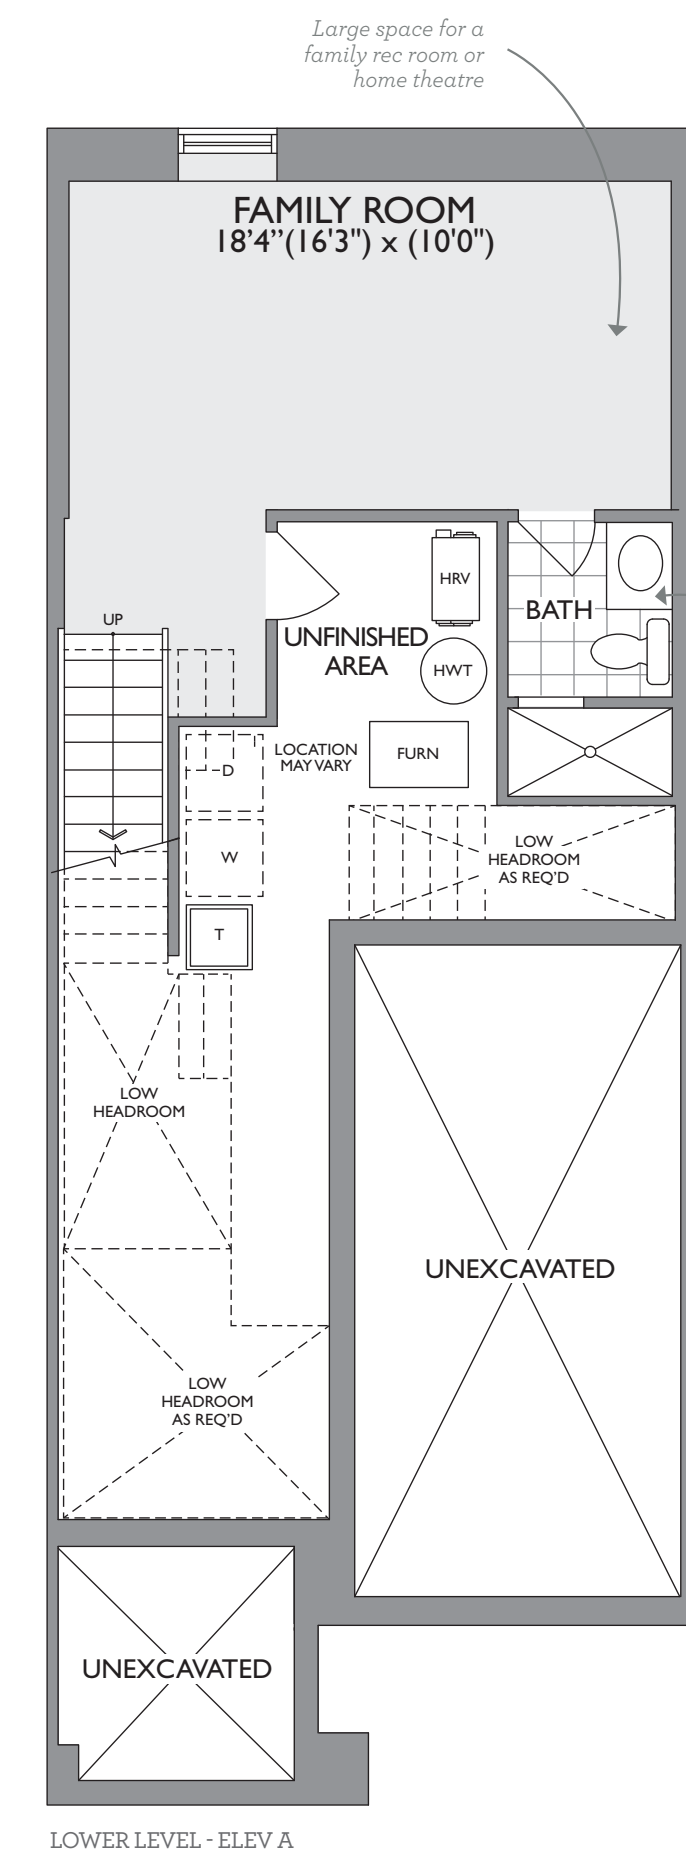 Large space for a
family rec room or
home theatre
FAMILY ROOM
18'4”(16'3") x (10'0")
UP
HRV
BATH
UNFINISHED
AREA
HWT
LOCATION
MAY VARY
FURN
D
W
LOW
HEADROOM
AS REQ'D
T
LOW
HEADROOM
UNEXCAVATED
LOW
HEADROOM
AS REQ'D
UNEXCAVATED
LOWER LEVEL - ELEV A